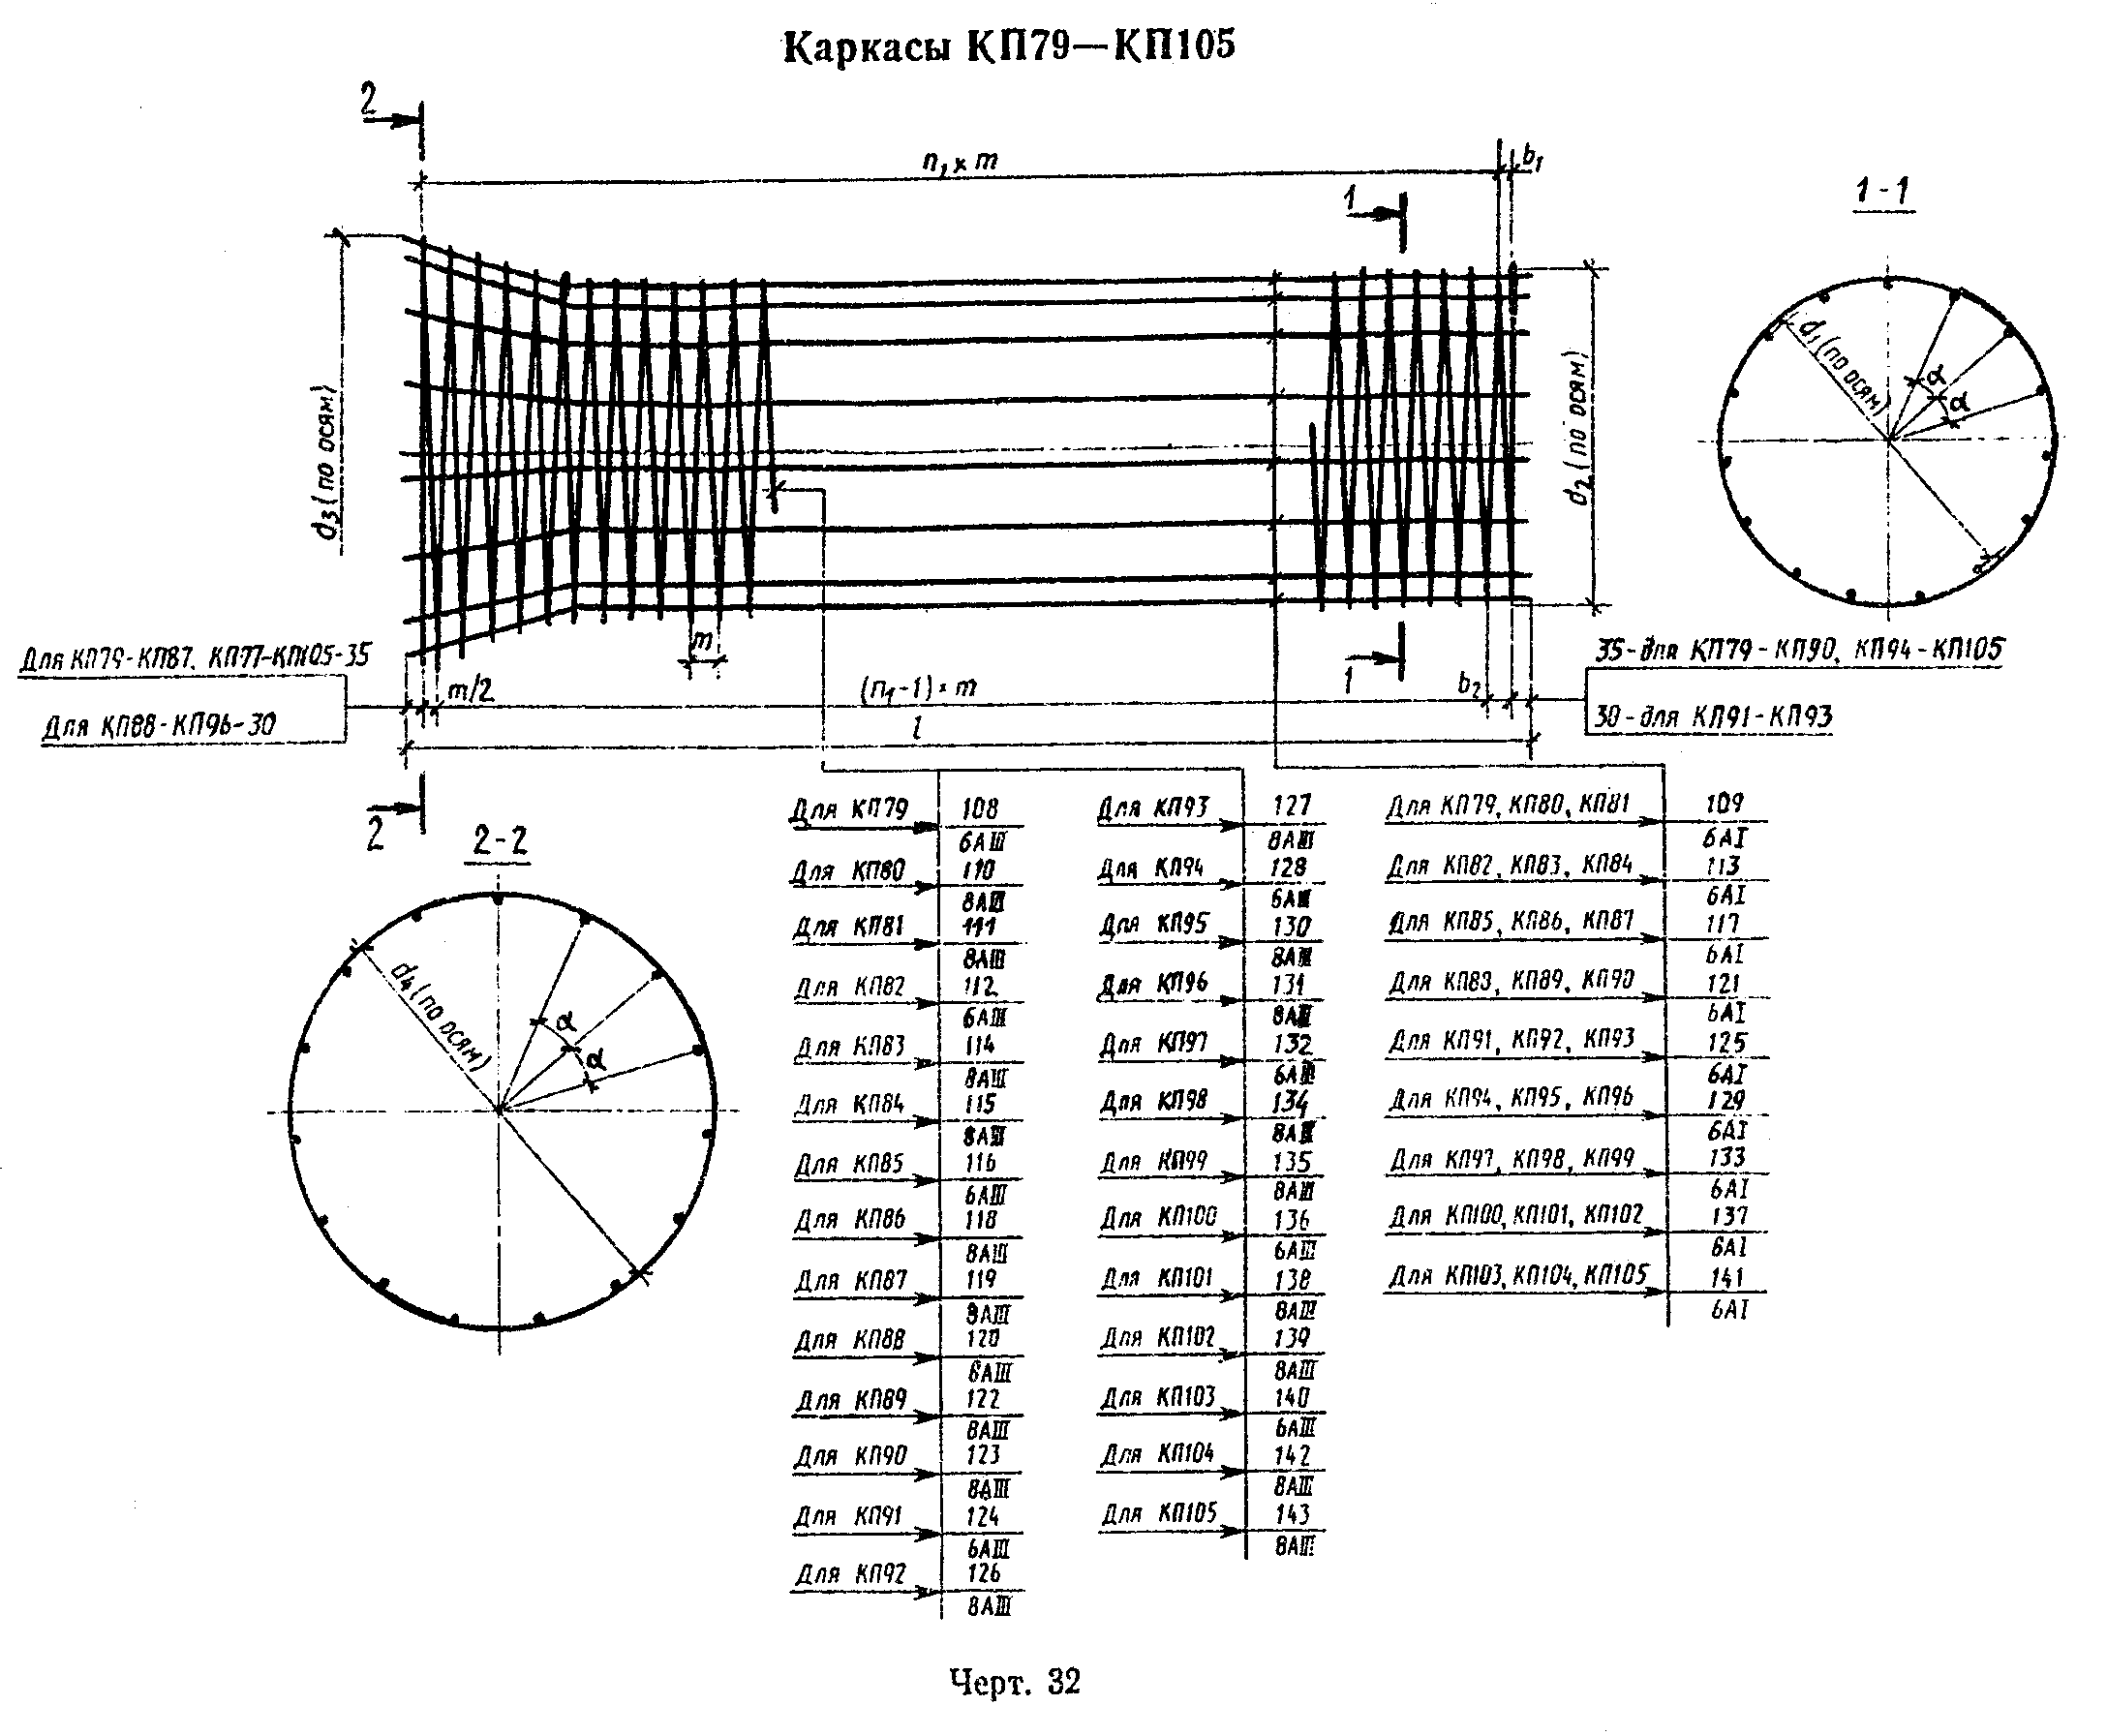 Каркасы КП79—КП105
2
n₁ × m
b₁
1
1-1
d₃ (по осям)
d₂ (по осям)
d₁ (по осям)
α
α
Для КП79-КП87, КП97-КП105-35
Для КП88-КП96-30
m/2
m
(n₁-1)×m
b₂
l
1
35-для КП79-КП90, КП94-КП105
30-для КП91-КП93
2
2-2
d₄ (по осям)
α
α
Для КП79 108
6АIII
Для КП80 110
8АIII
Для КП81 111
8АIII
Для КП82 112
6АIII
Для КП83 114
8АIII
Для КП84 115
8АIII
Для КП85 116
6АIII
Для КП86 118
8АIII
Для КП87 119
8АIII
Для КП88 120
6АIII
Для КП89 122
8АIII
Для КП90 123
8АIII
Для КП91 124
6АIII
Для КП92 126
8АIII
Для КП93 127
8АIII
Для КП94 128
6АIII
Для КП95 130
8АIII
Для КП96 131
8АIII
Для КП97 132
6АIII
Для КП98 134
8АIII
Для КП99 135
8АIII
Для КП100 136
6АIII
Для КП101 138
8АIII
Для КП102 139
8АIII
Для КП103 140
6АIII
Для КП104 142
8АIII
Для КП105 143
8АIII
Для КП79, КП80, КП81 109
6АI
Для КП82, КП83, КП84 113
6АI
Для КП85, КП86, КП87 117
6АI
Для КП83, КП89, КП90 121
6АI
Для КП91, КП92, КП93 125
6АI
Для КП94, КП95, КП96 129
6АI
Для КП97, КП98, КП99 133
6АI
Для КП100, КП101, КП102 137
6АI
Для КП103, КП104, КП105 141
6АI
Черт. 32